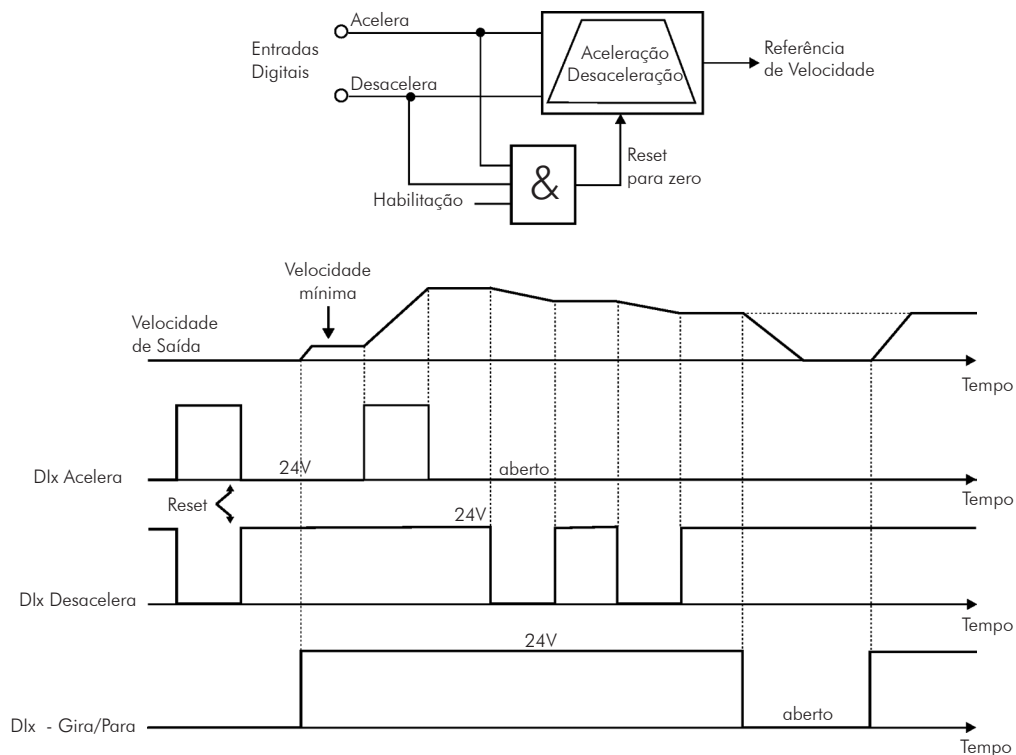 Entradas
Digitais
Acelera
Desacelera
Aceleração
Desaceleração
Referência
de Velocidade
&
Habilitação
Reset
para zero
Velocidade
mínima
Velocidade
de Saída
Tempo
DIx Acelera
24V
aberto
Tempo
Reset
24V
DIx Desacelera
Tempo
24V
DIx - Gira/Para
aberto
Tempo